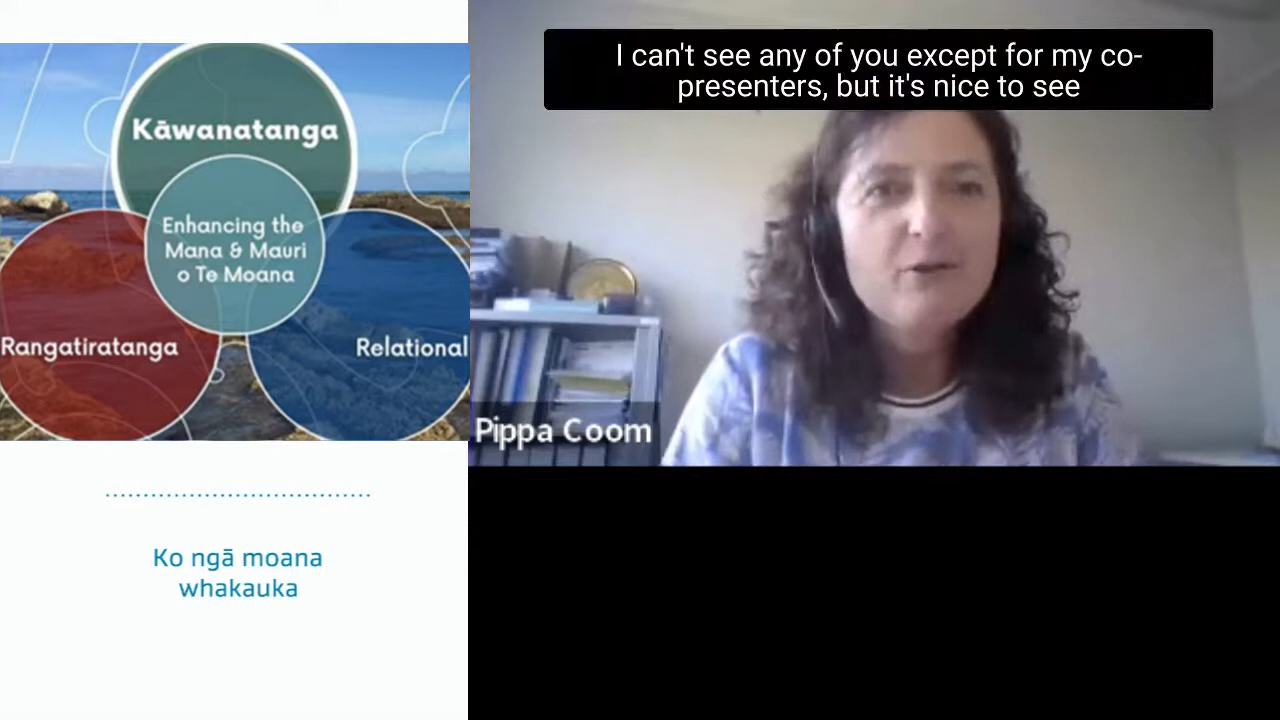 I can't see any of you except for my co-
presenters, but it's nice to see
Kāwanatanga
Enhancing the
Mana & Mauri
o Te Moana
Rangatiratanga
Relational
Pippa Coom
Ko ngā moana
whakauka